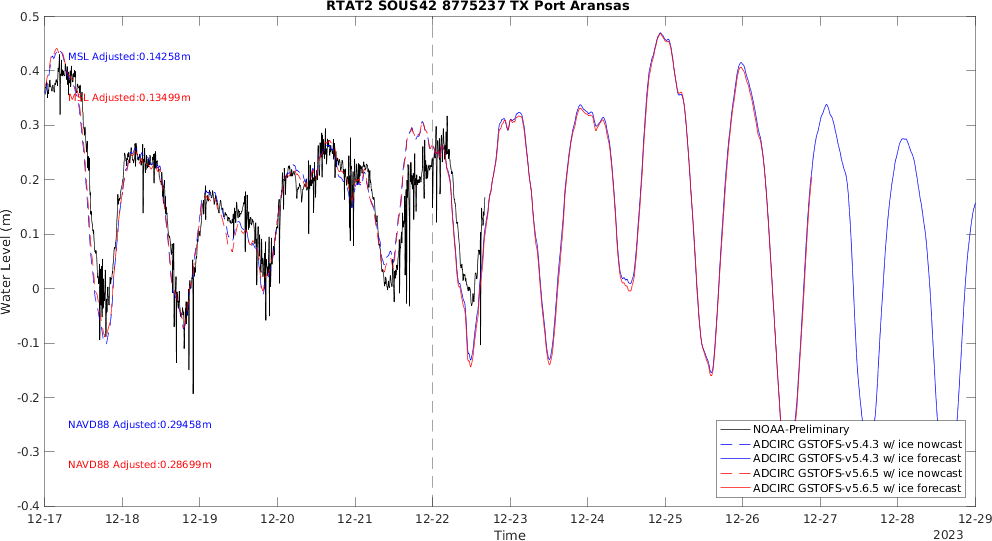 RTAT2 SOUS42 8775237 TX Port Aransas
0.5
0.4
0.3
0.2
0.1
0
-0.1
-0.2
-0.3
-0.4
Water Level (m)
MSL Adjusted:0.14258m
MSL Adjusted:0.13499m
NAVD88 Adjusted:0.29458m
NAVD88 Adjusted:0.28699m
NOAA-Preliminary
ADCIRC GSTOFS-v5.4.3 w/ ice nowcast
ADCIRC GSTOFS-v5.4.3 w/ ice forecast
ADCIRC GSTOFS-v5.6.5 w/ ice nowcast
ADCIRC GSTOFS-v5.6.5 w/ ice forecast
12-17 12-18 12-19 12-20 12-21 12-22 12-23 12-24 12-25 12-26 12-27 12-28 12-29
Time
2023